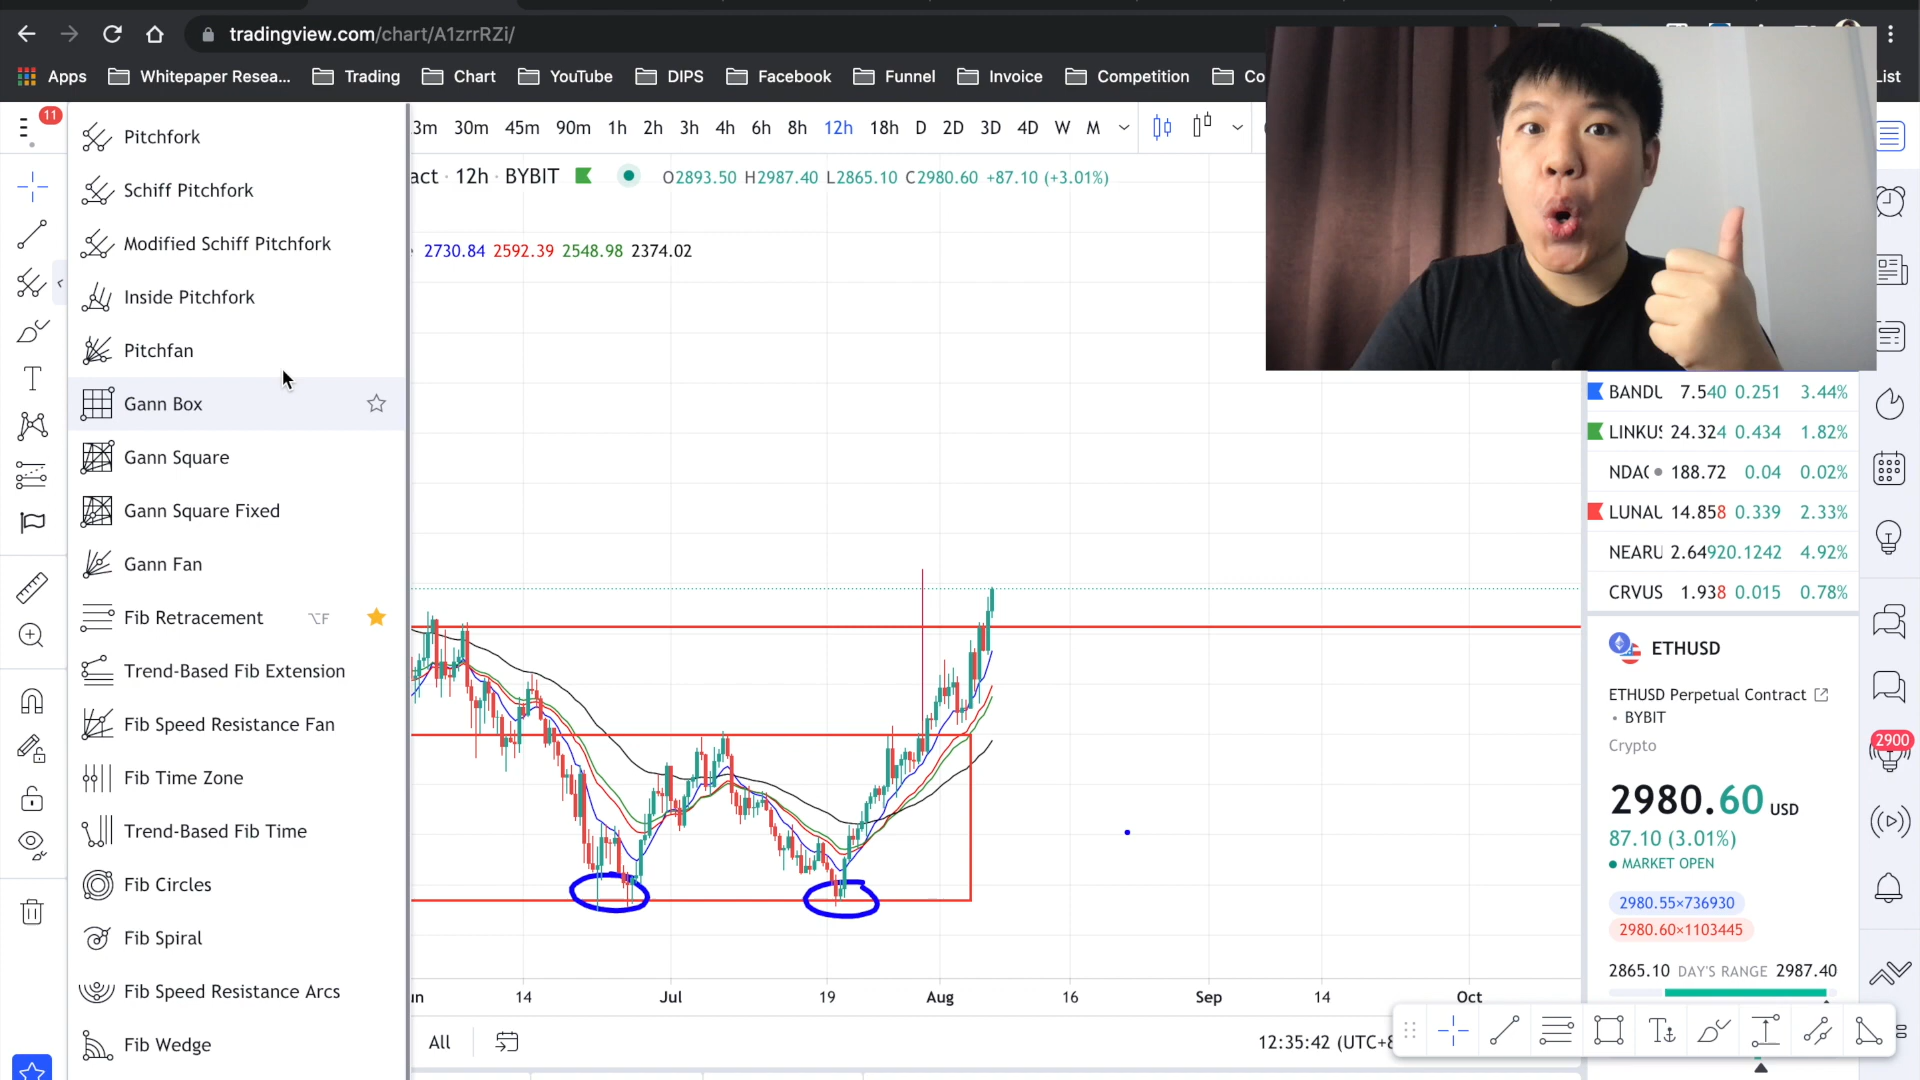 tradingview.com/chart/A1zrrRZi/
Apps Whitepaper Resea... Trading Chart YouTube DIPS Facebook Funnel Invoice Competition Co List
11
3m 30m 45m 90m 1h 2h 3h 4h 6h 8h 12h 18h D 2D 3D 4D W M
act · 12h · BYBIT O2893.50 H2987.40 L2865.10 C2980.60 +87.10 (+3.01%)
2730.84 2592.39 2548.98 2374.02
Pitchfork
Schiff Pitchfork
Modified Schiff Pitchfork
Inside Pitchfork
Pitchfan
Gann Box
Gann Square
Gann Square Fixed
Gann Fan
Fib Retracement ⌥F
Trend-Based Fib Extension
Fib Speed Resistance Fan
Fib Time Zone
Trend-Based Fib Time
Fib Circles
Fib Spiral
Fib Speed Resistance Arcs
Fib Wedge
BANDU 7.540 0.251 3.44%
LINKUS 24.324 0.434 1.82%
NDAC 188.72 0.04 0.02%
LUNAU 14.858 0.339 2.33%
NEARU 2.64920.1242 4.92%
CRVUS 1.938 0.015 0.78%
ETHUSD
ETHUSD Perpetual Contract
• BYBIT
Crypto
2900
2980.60 USD
87.10 (3.01%)
MARKET OPEN
2980.55×736930
2980.60×1103445
2865.10 DAY'S RANGE 2987.40
un 14 Jul 19 Aug 16 Sep 14 Oct
All 12:35:42 (UTC+8